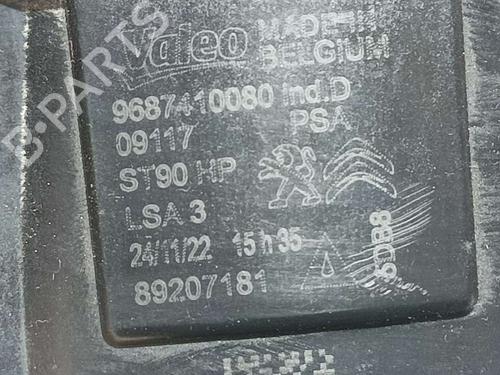 B-PARTS
Valeo
MADE IN
BELGIUM
9687410080 Ind.D
09117 PSA
ST90 HP
LSA 3
24/11/22 15 h 35
89207181